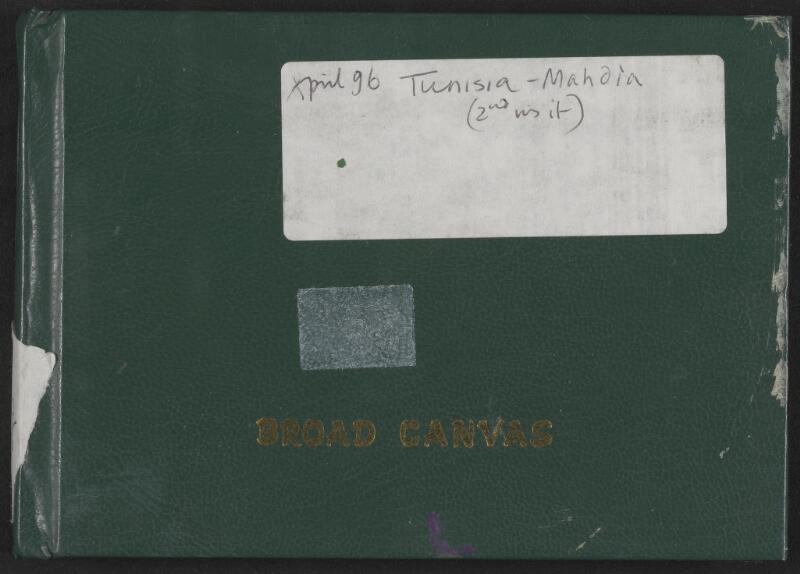 April 96 Tunisia - Mahdia
(2nd visit)
BROAD CANVAS